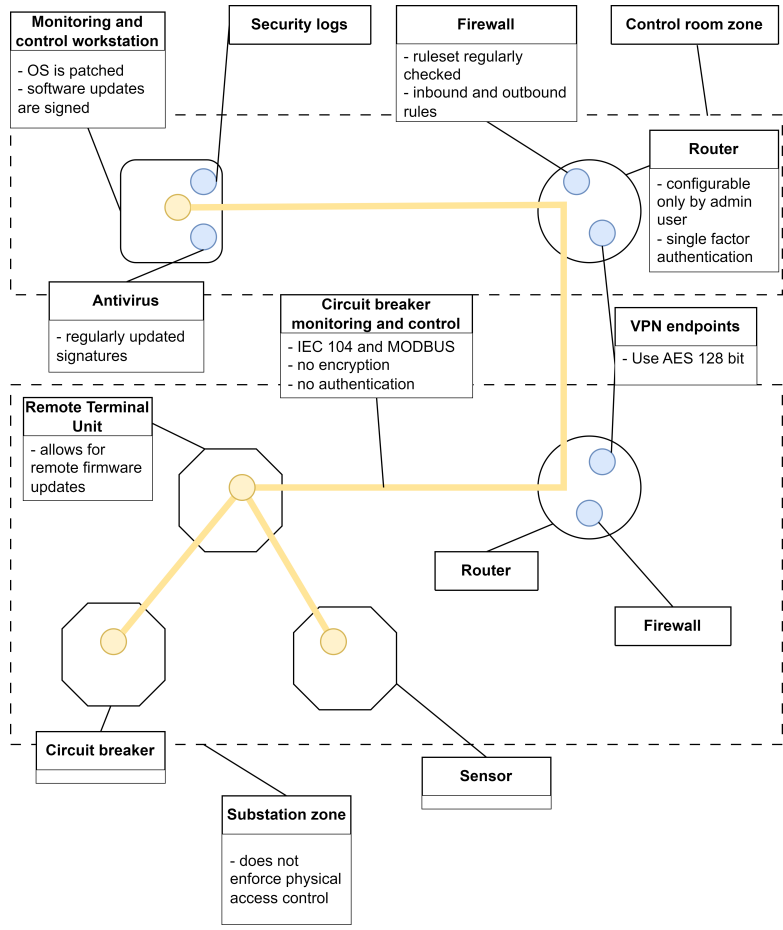 Monitoring and
control workstation
- OS is patched
- software updates
are signed
Security logs
Firewall
- ruleset regularly
checked
- inbound and outbound
rules
Control room zone
Router
- configurable
only by admin
user
- single factor
authentication
Antivirus
- regularly updated
signatures
Circuit breaker
monitoring and control
- IEC 104 and MODBUS
- no encryption
- no authentication
VPN endpoints
- Use AES 128 bit
Remote Terminal
Unit
- allows for
remote firmware
updates
Router
Firewall
Circuit breaker
Sensor
Substation zone
- does not
enforce physical
access control